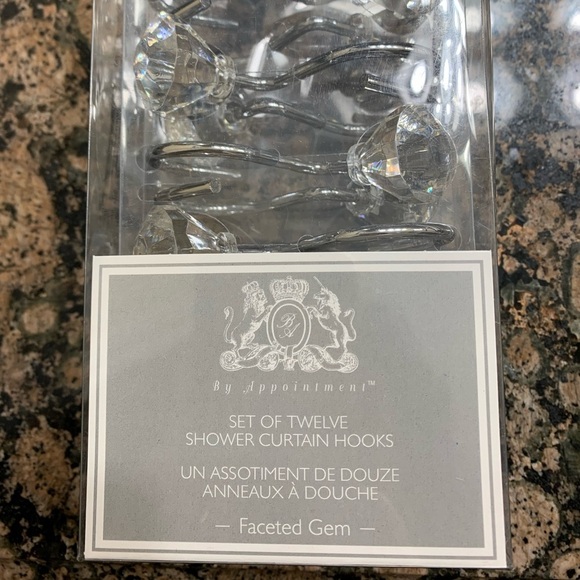 By Appointment™
SET OF TWELVE
SHOWER CURTAIN HOOKS
UN ASSOTIMENT DE DOUZE
ANNEAUX À DOUCHE
— Faceted Gem —